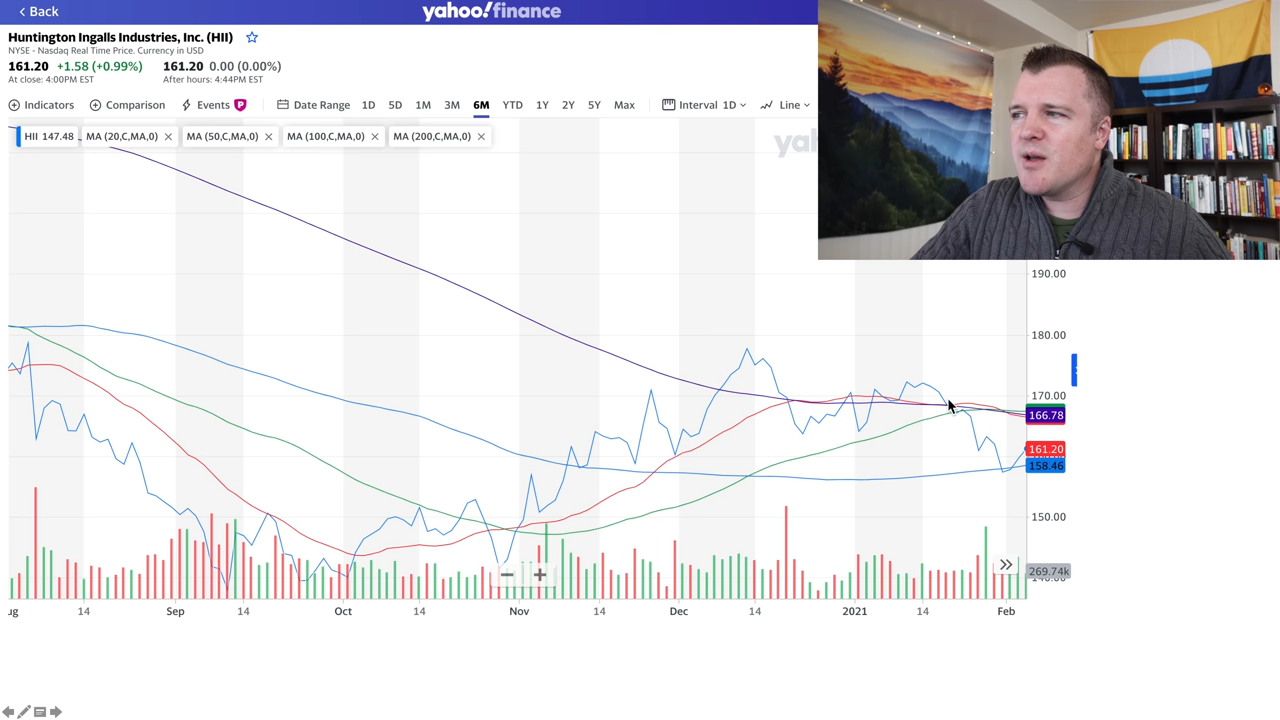 Back
yahoo!finance
Huntington Ingalls Industries, Inc. (HII)
NYSE - Nasdaq Real Time Price. Currency in USD
161.20 +1.58 (+0.99%) 161.20 0.00 (0.00%)
At close: 4:00PM EST After hours: 4:44PM EST
Indicators Comparison Events P Date Range 1D 5D 1M 3M 6M YTD 1Y 2Y 5Y Max Interval 1D Line
HII 147.48 MA (20,C,MA,0) MA (50,C,MA,0) MA (100,C,MA,0) MA (200,C,MA,0)
yah
190.00
180.00
170.00
166.78
161.20
158.46
150.00
269.74k
ug 14 Sep 14 Oct 14 Nov 14 Dec 14 2021 14 Feb